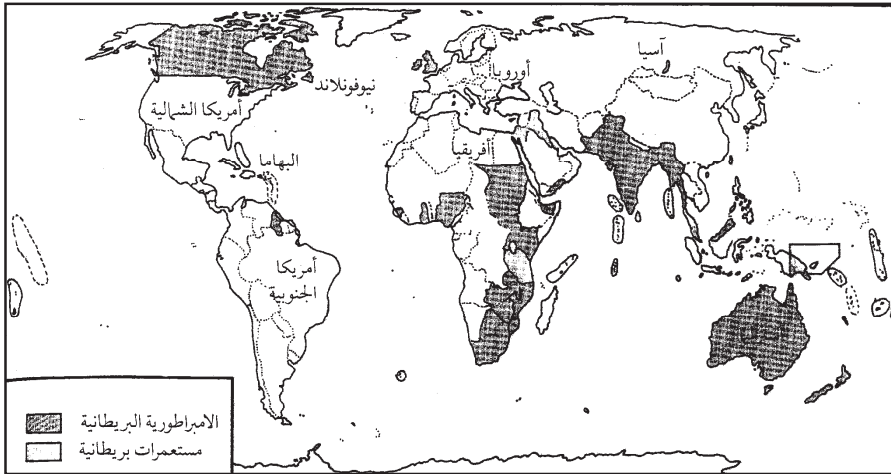 آسيا
أوروبا
نيوفونلاند
أمريكا الشمالية
البهاما
أفريقيا
أمريكا
الجنوبية
الامبراطورية البريطانية
مستعمرات بريطانية